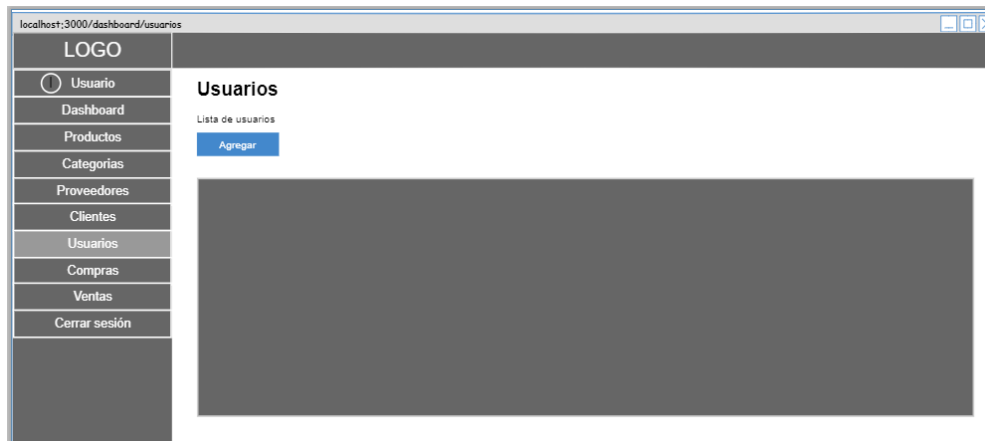 localhost;3000/dashboard/usuarios
LOGO
Usuario
Dashboard
Productos
Categorias
Proveedores
Clientes
Usuarios
Compras
Ventas
Cerrar sesión
Usuarios
Lista de usuarios
Agregar